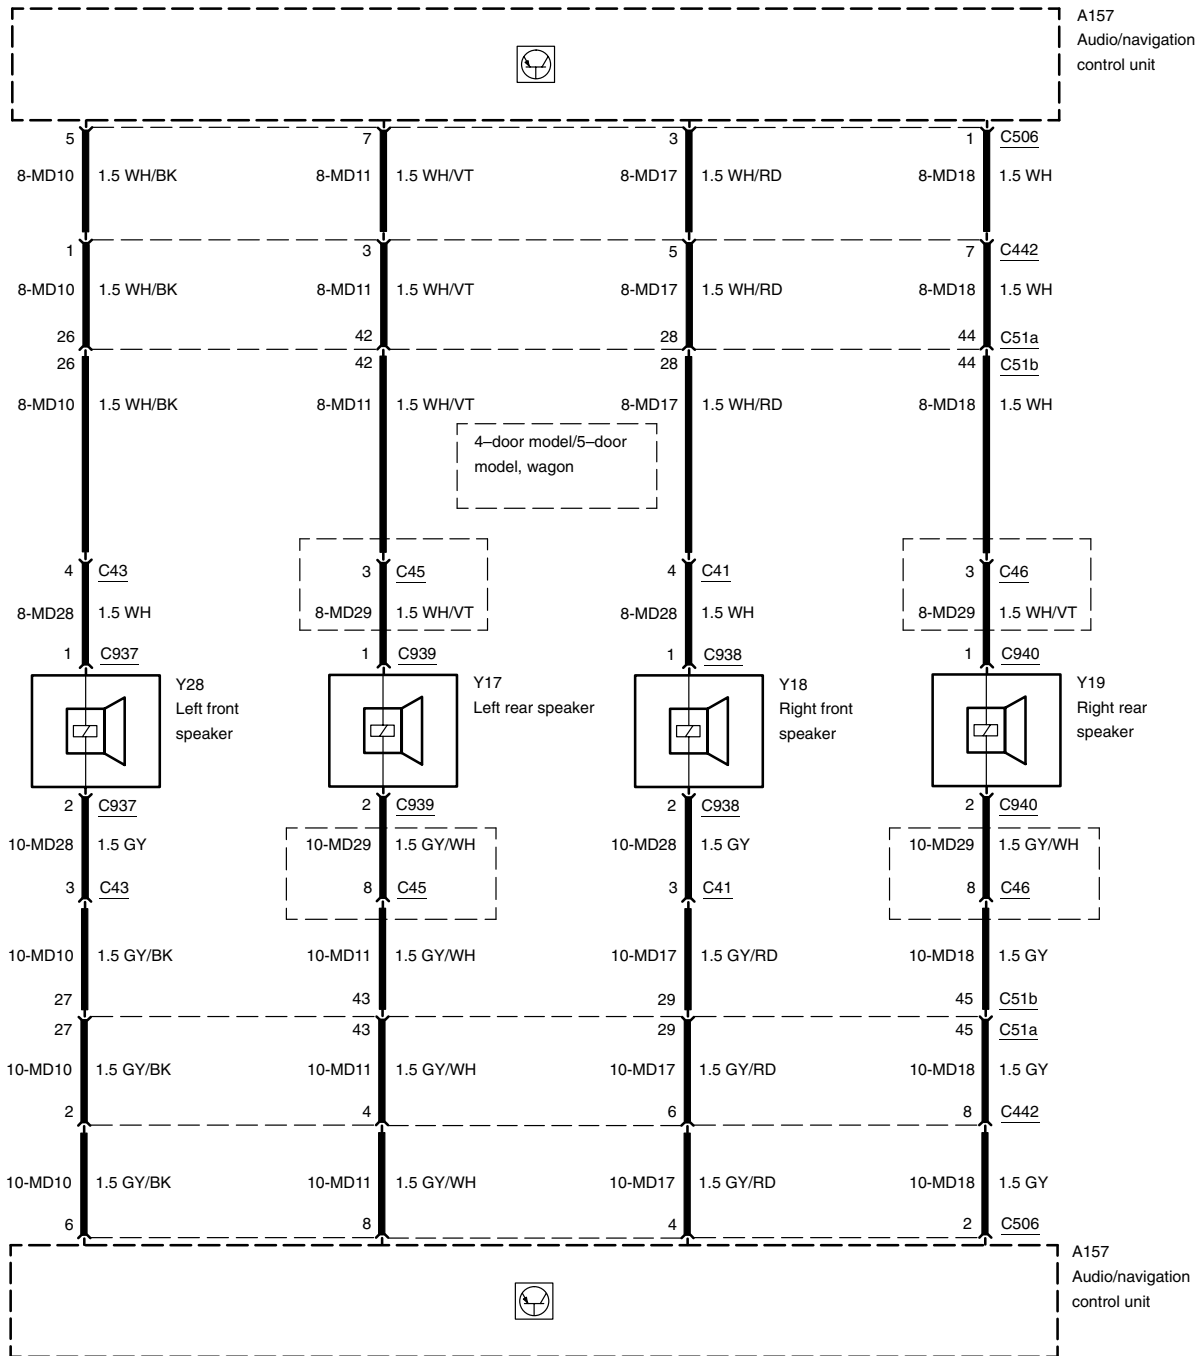 A157
Audio/navigation
control unit
5 7 3 1 C506
8-MD10 1.5 WH/BK 8-MD11 1.5 WH/VT 8-MD17 1.5 WH/RD 8-MD18 1.5 WH
1 3 5 7 C442
8-MD10 1.5 WH/BK 8-MD11 1.5 WH/VT 8-MD17 1.5 WH/RD 8-MD18 1.5 WH
26 42 28 44 C51a
26 42 28 44 C51b
8-MD10 1.5 WH/BK 8-MD11 1.5 WH/VT 8-MD17 1.5 WH/RD 8-MD18 1.5 WH
4–door model/5–door
model, wagon
4 C43 3 C45 4 C41 3 C46
8-MD28 1.5 WH 8-MD29 1.5 WH/VT 8-MD28 1.5 WH 8-MD29 1.5 WH/VT
1 C937 1 C939 1 C938 1 C940
Y28
Left front
speaker
Y17
Left rear speaker
Y18
Right front
speaker
Y19
Right rear
speaker
2 C937 2 C939 2 C938 2 C940
10-MD28 1.5 GY 10-MD29 1.5 GY/WH 10-MD28 1.5 GY 10-MD29 1.5 GY/WH
3 C43 8 C45 3 C41 8 C46
10-MD10 1.5 GY/BK 10-MD11 1.5 GY/WH 10-MD17 1.5 GY/RD 10-MD18 1.5 GY
27 43 29 45 C51b
27 43 29 45 C51a
10-MD10 1.5 GY/BK 10-MD11 1.5 GY/WH 10-MD17 1.5 GY/RD 10-MD18 1.5 GY
2 4 6 8 C442
10-MD10 1.5 GY/BK 10-MD11 1.5 GY/WH 10-MD17 1.5 GY/RD 10-MD18 1.5 GY
6 8 4 2 C506
A157
Audio/navigation
control unit